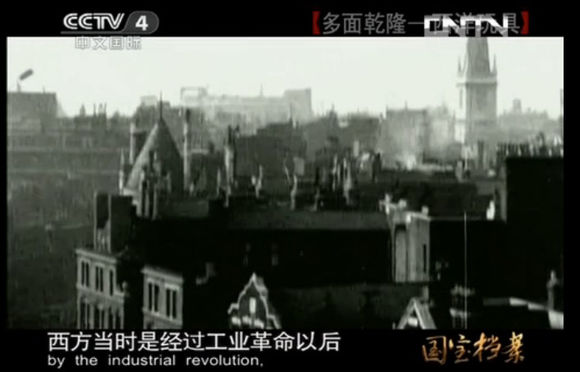 CCTV 4
中文国际
【多面乾隆—西洋玩具】
CNTV
西方当时是经过工业革命以后
by the industrial revolution,
国宝档案